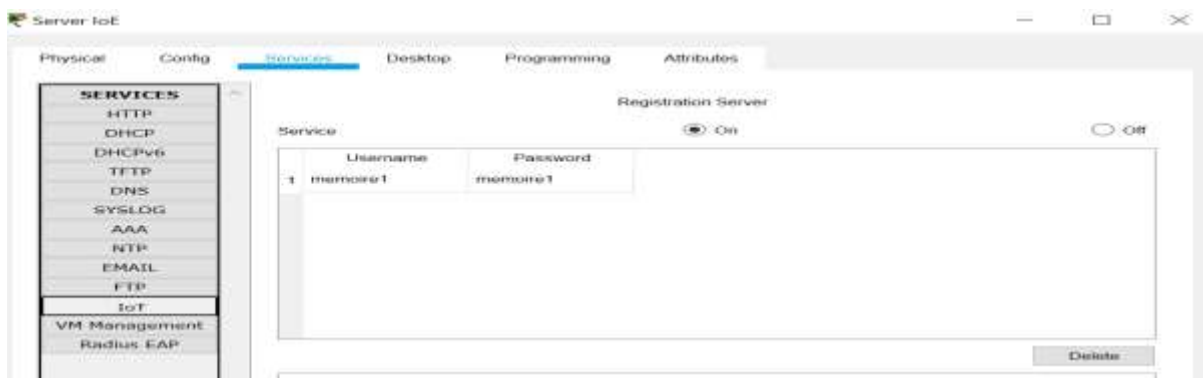 Server IoE
Physical Config Services Desktop Programming Attributes
SERVICES
HTTP
DHCP
DHCPv6
TFTP
DNS
SYSLOG
AAA
NTP
EMAIL
FTP
IoT
VM Management
Radius EAP
Registration Server
Service On Off
Username Password
1 memoire1 memoire1
Delete